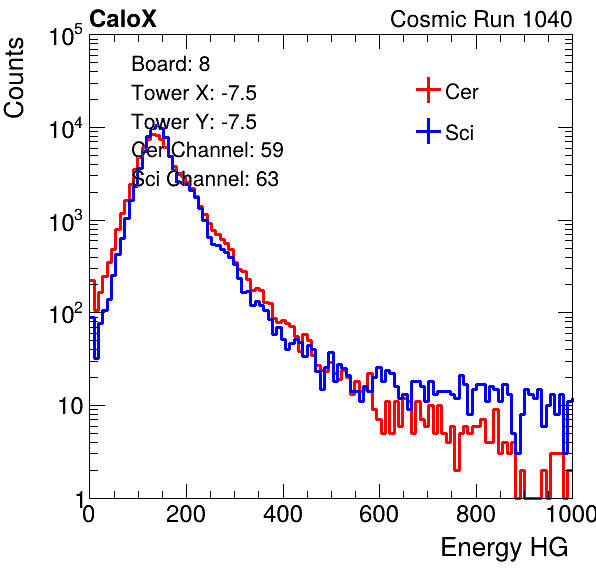 CaloX
Cosmic Run 1040
Counts
Board: 8
Tower X: -7.5
Tower Y: -7.5
Cer Channel: 59
Sci Channel: 63
Cer
Sci
10^5
10^4
10^3
10^2
10
1
0 200 400 600 800 1000
Energy HG